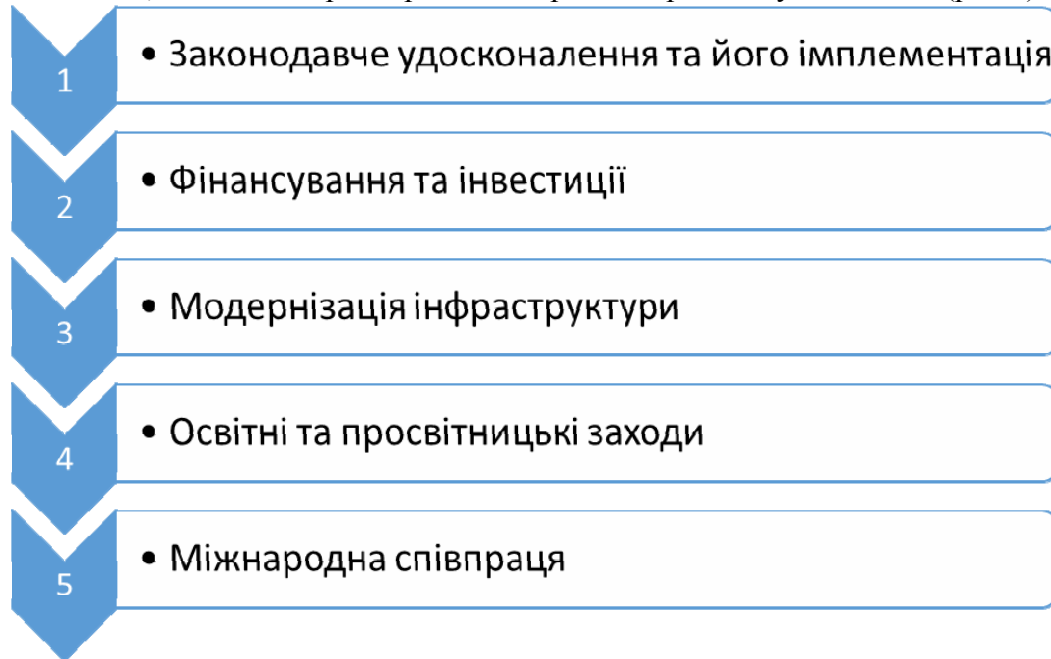 1
• Законодавче удосконалення та його імплементація
2
• Фінансування та інвестиції
3
• Модернізація інфраструктури
4
• Освітні та просвітницькі заходи
5
• Міжнародна співпраця